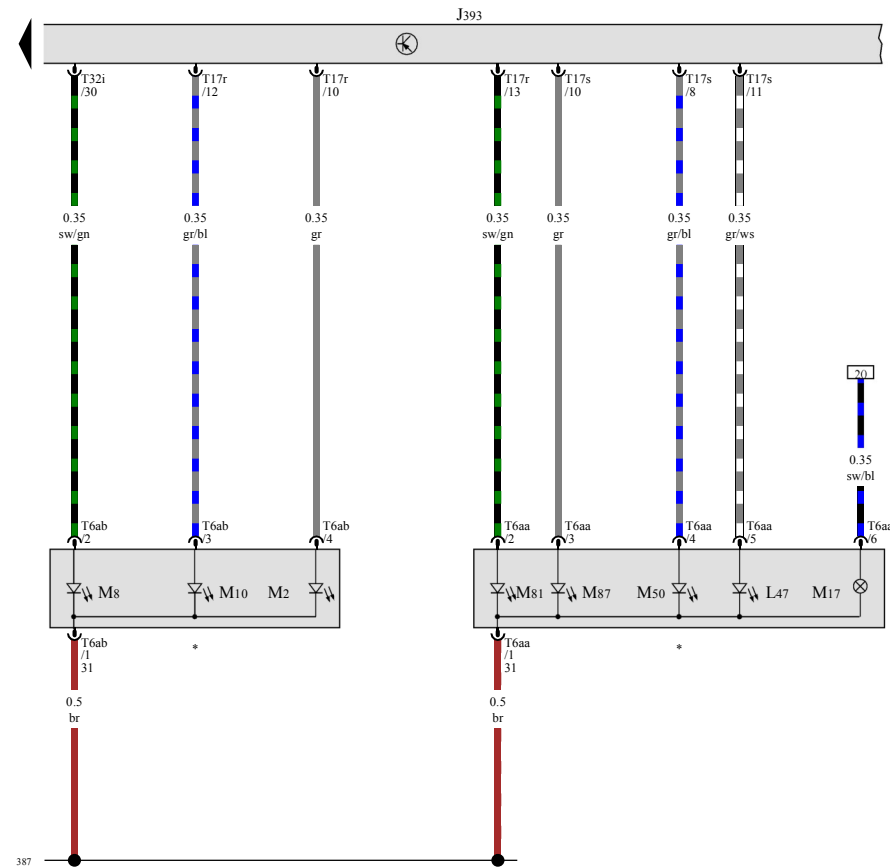 J393
T32i
/30
T17r
/12
T17r
/10
T17r
/13
T17s
/10
T17s
/8
T17s
/11
0.35
sw/gn
0.35
gr/bl
0.35
gr
0.35
sw/gn
0.35
gr
0.35
gr/bl
0.35
gr/ws
20
0.35
sw/bl
T6ab
/2
T6ab
/3
T6ab
/4
T6aa
/2
T6aa
/3
T6aa
/4
T6aa
/5
T6aa
/6
M8
M10
M2
M81
M87
M50
L47
M17
T6ab
/1
31
*
T6aa
/1
31
*
0.5
br
0.5
br
387